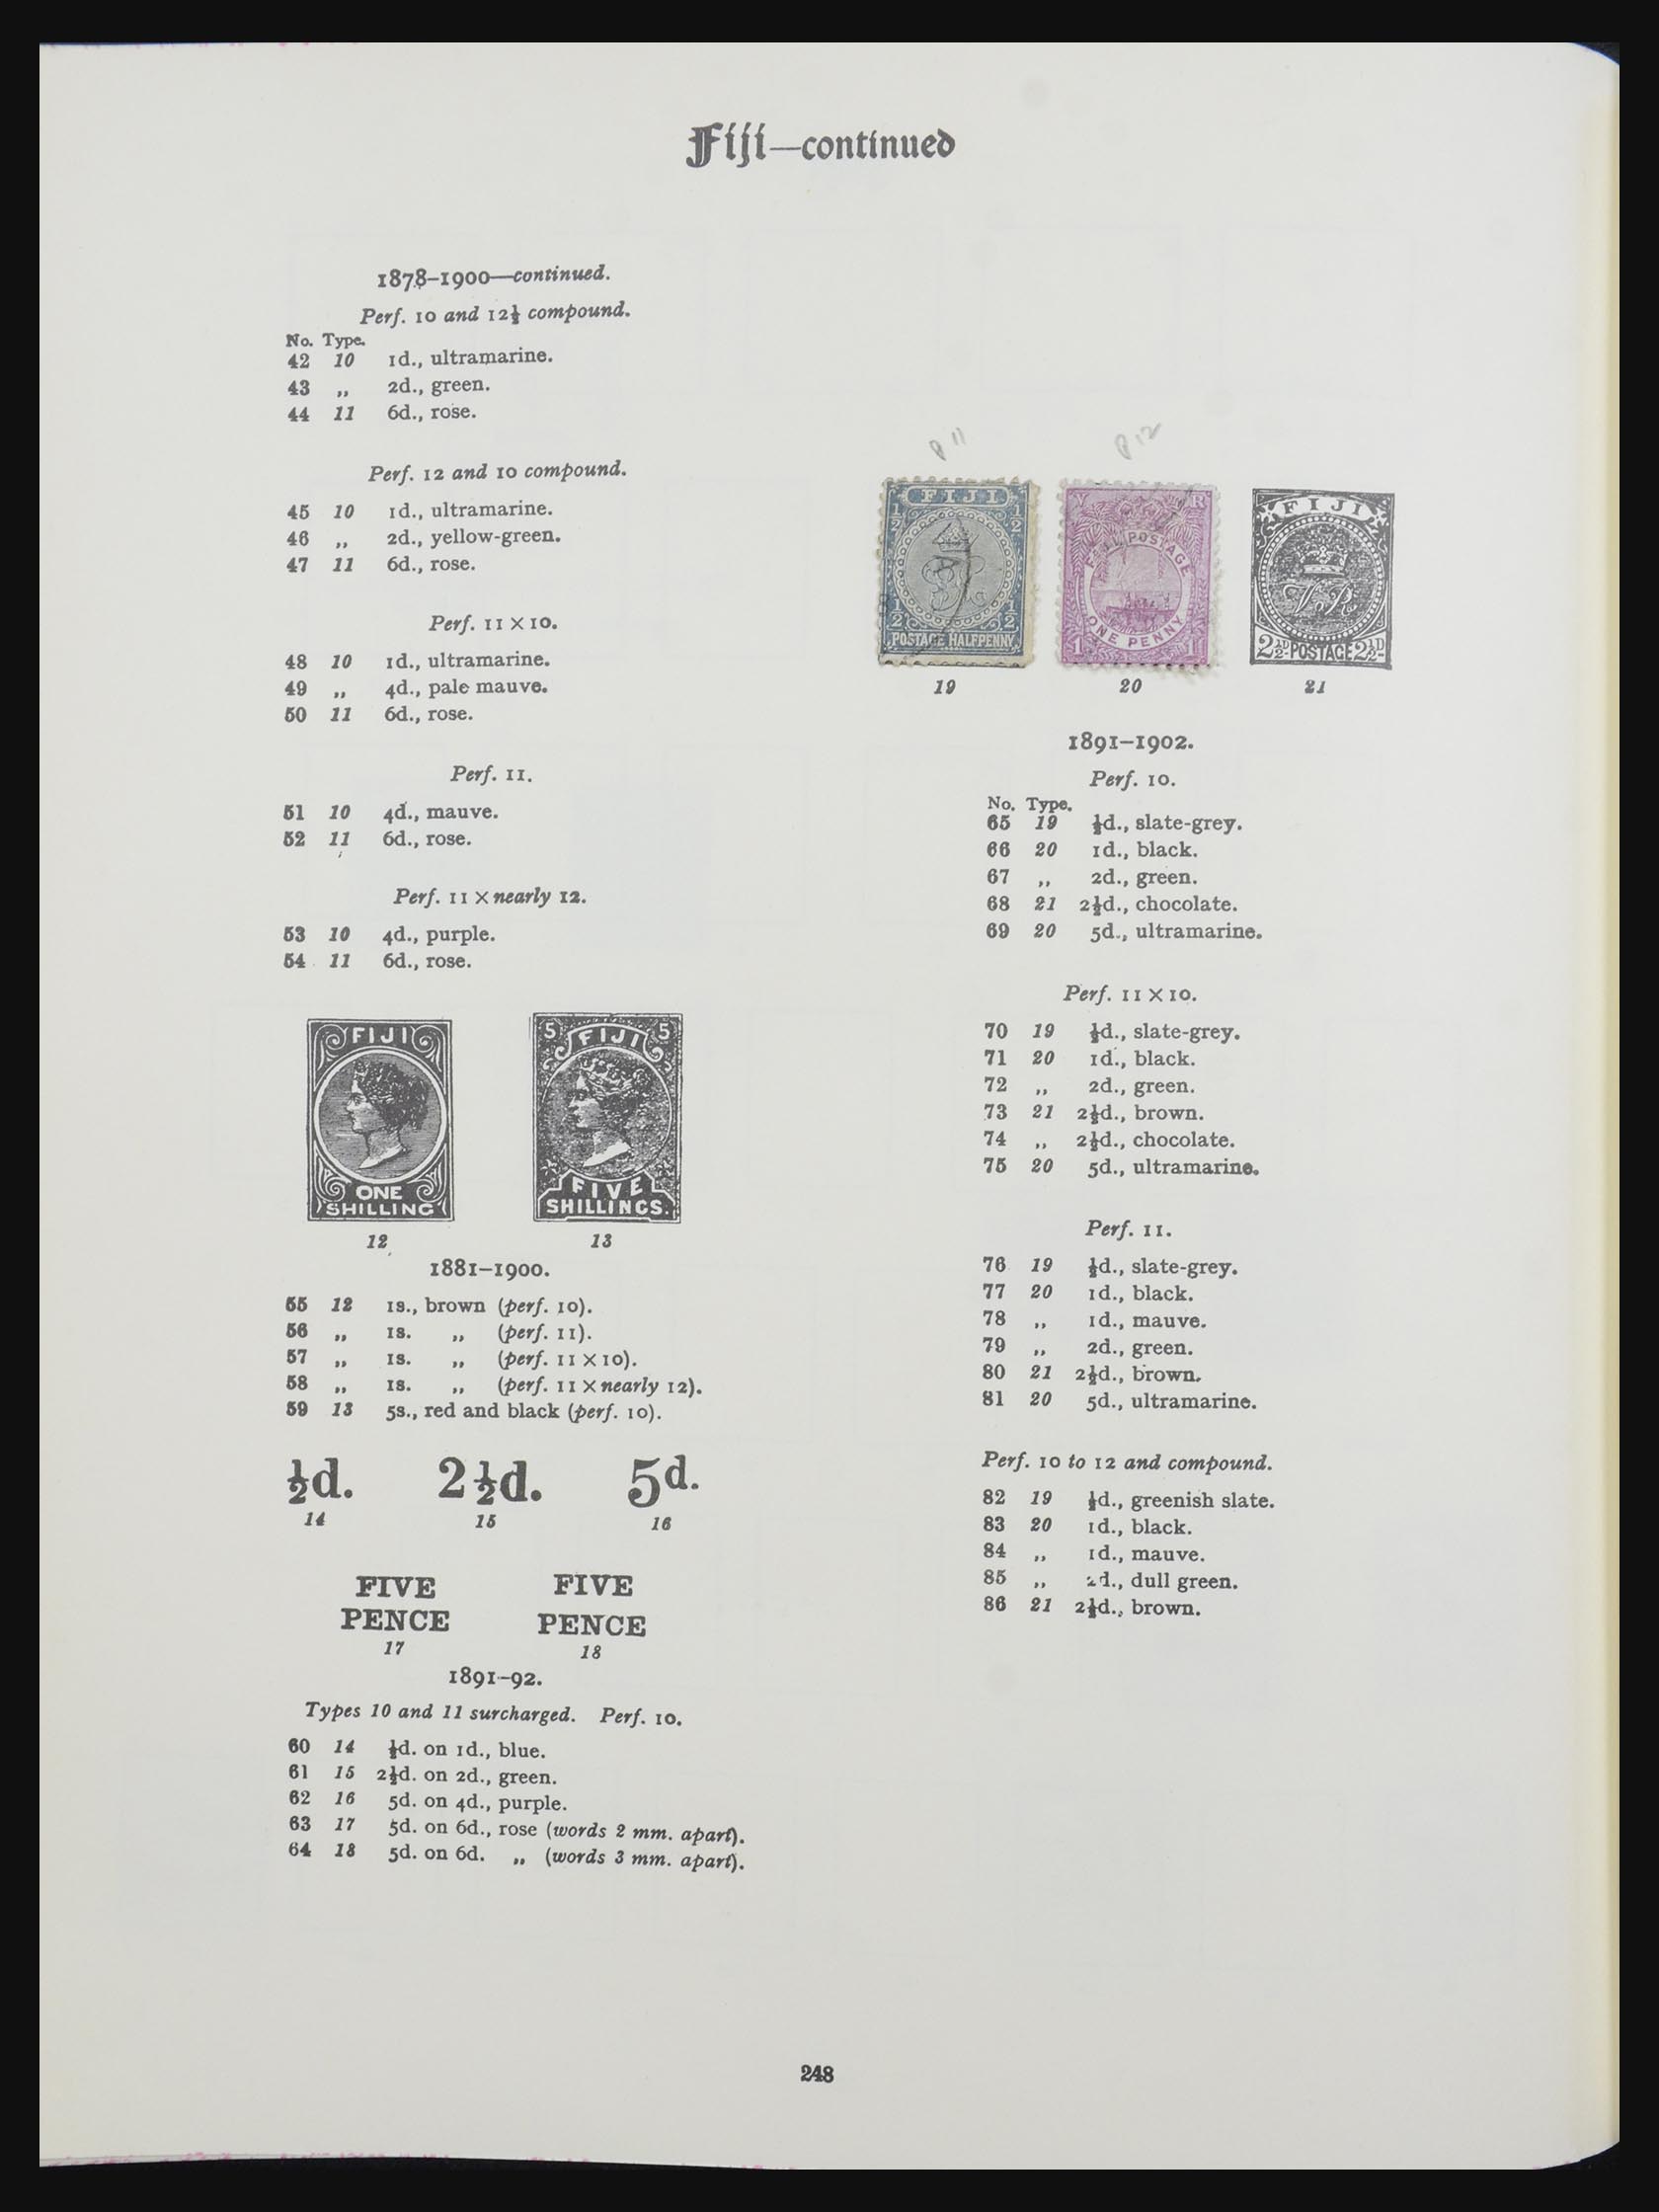 Fiji—continued
1878–1900—continued.
Perf. 10 and 12½ compound.
No. Type.
42 10 1d., ultramarine.
43 „ 2d., green.
44 11 6d., rose.
Perf. 12 and 10 compound.
45 10 1d., ultramarine.
46 „ 2d., yellow-green.
47 11 6d., rose.
Perf. 11 × 10.
48 10 1d., ultramarine.
49 „ 4d., pale mauve.
50 11 6d., rose.
Perf. 11.
51 10 4d., mauve.
52 11 6d., rose.
Perf. 11 × nearly 12.
53 10 4d., purple.
54 11 6d., rose.
FIJI
ONE
SHILLING
12
5 FIJI 5
FIVE
SHILLINGS.
13
1881–1900.
55 12 1s., brown (perf. 10).
56 „ 1s. „ (perf. 11).
57 „ 1s. „ (perf. 11 × 10).
58 „ 1s. „ (perf. 11 × nearly 12).
59 13 5s., red and black (perf. 10).
½d. 2½d. 5d.
14 15 16
FIVE
PENCE
17
FIVE
PENCE
18
1891–92.
Types 10 and 11 surcharged. Perf. 10.
60 14 ½d. on 1d., blue.
61 15 2½d. on 2d., green.
62 16 5d. on 4d., purple.
63 17 5d. on 6d., rose (words 2 mm. apart).
64 18 5d. on 6d. „ (words 3 mm. apart).
P 11
P 12
FIJI
½ ½
½ ½
POSTAGE HALFPENNY
19
V R
FIJI POSTAGE
ONE PENNY
1 1
20
FIJI
VR
2½D POSTAGE 2½D
21
1891–1902.
Perf. 10.
No. Type.
65 19 ½d., slate-grey.
66 20 1d., black.
67 „ 2d., green.
68 21 2½d., chocolate.
69 20 5d., ultramarine.
Perf. 11 × 10.
70 19 ½d., slate-grey.
71 20 1d., black.
72 „ 2d., green.
73 21 2½d., brown.
74 „ 2½d., chocolate.
75 20 5d., ultramarine.
Perf. 11.
76 19 ½d., slate-grey.
77 20 1d., black.
78 „ 1d., mauve.
79 „ 2d., green.
80 21 2½d., brown.
81 20 5d., ultramarine.
Perf. 10 to 12 and compound.
82 19 ½d., greenish slate.
83 20 1d., black.
84 „ 1d., mauve.
85 „ 2d., dull green.
86 21 2½d., brown.
248